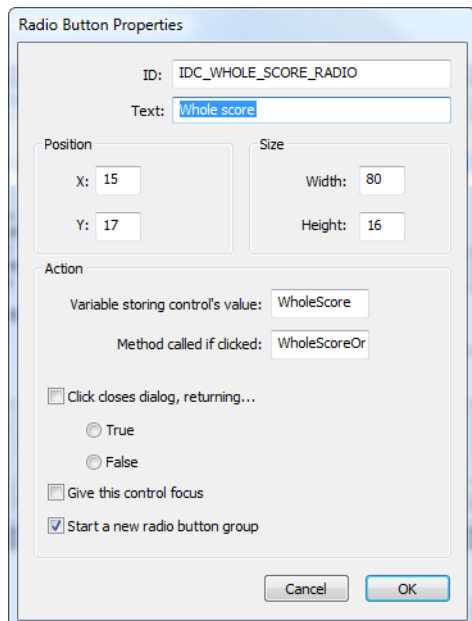 Radio Button Properties
ID: IDC_WHOLE_SCORE_RADIO
Text: Whole score
Position
Size
X: 15
Width: 80
Y: 17
Height: 16
Action
Variable storing control's value: WholeScore
Method called if clicked: WholeScoreOr
Click closes dialog, returning...
True
False
Give this control focus
Start a new radio button group
Cancel
OK